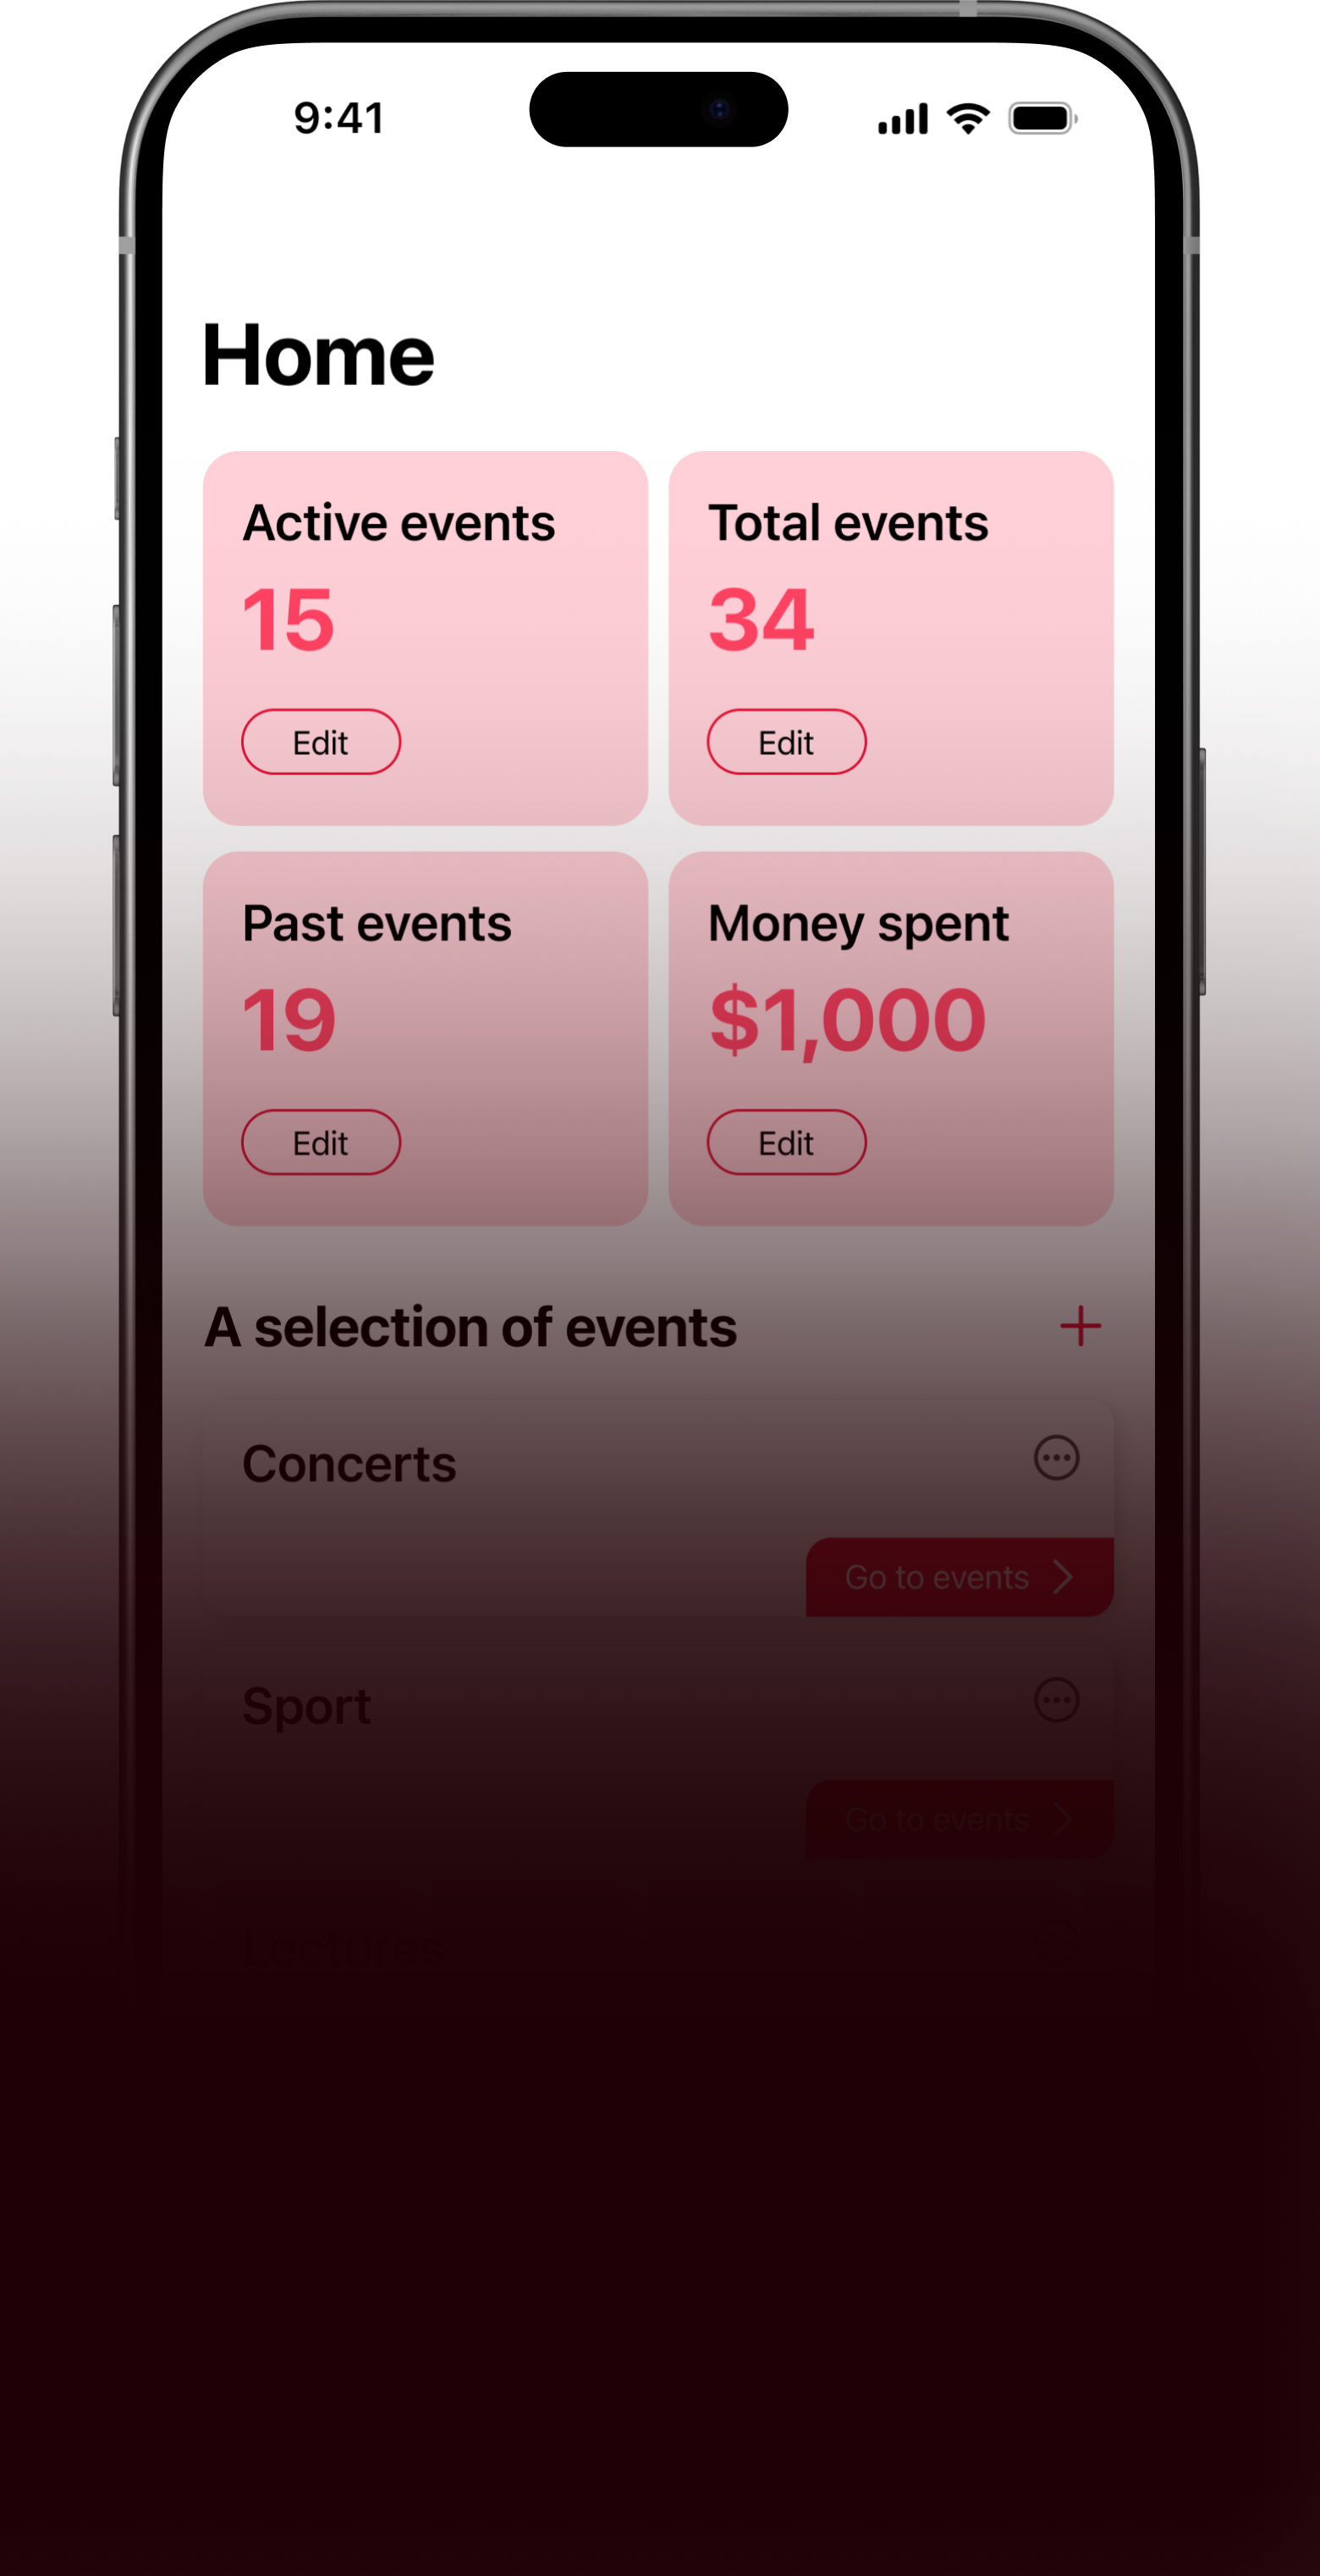 9:41
Home
Active events
Total events
15
34
Edit
Edit
Past events
Money spent
19
$1,000
Edit
Edit
A selection of events
Concerts
Go to events
Sport
Go to events
Lectures